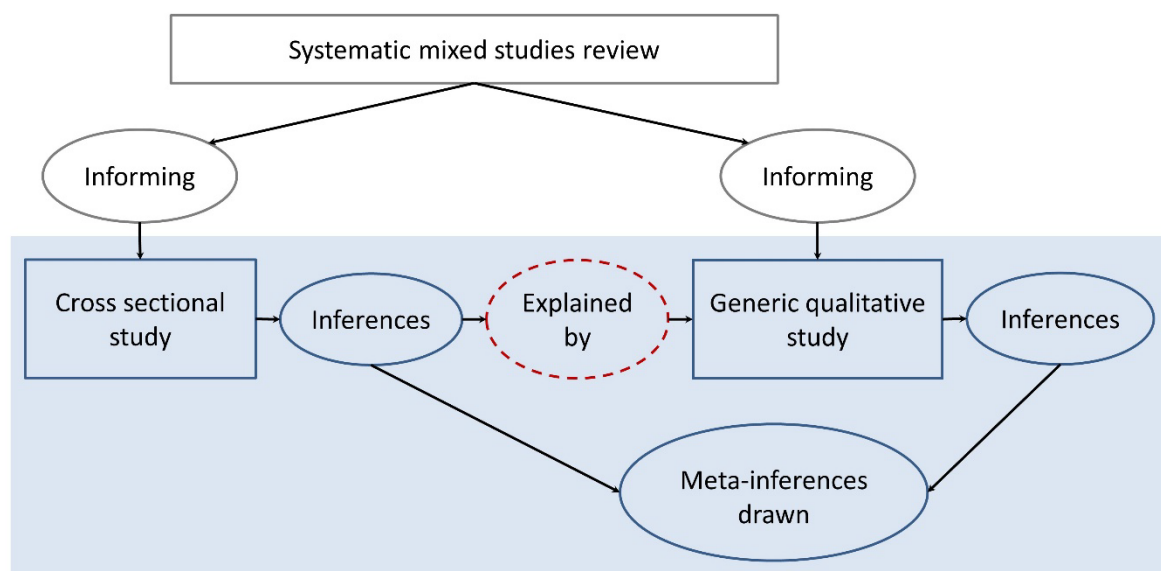 Systematic mixed studies review
Informing
Informing
Cross sectional
study
Inferences
Explained
by
Generic qualitative
study
Inferences
Meta-inferences
drawn